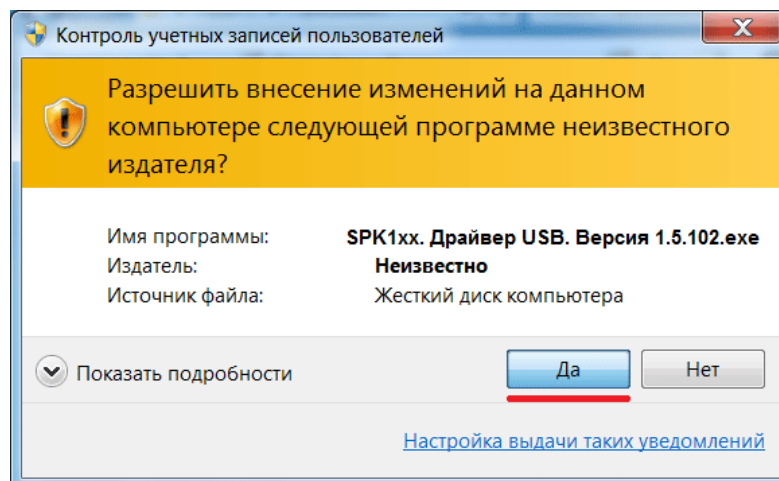 Контроль учетных записей пользователей
Разрешить внесение изменений на данном
компьютере следующей программе неизвестного
издателя?
Имя программы: SPK1xx. Драйвер USB. Версия 1.5.102.exe
Издатель: Неизвестно
Источник файла: Жесткий диск компьютера
Показать подробности
Да
Нет
Настройка выдачи таких уведомлений